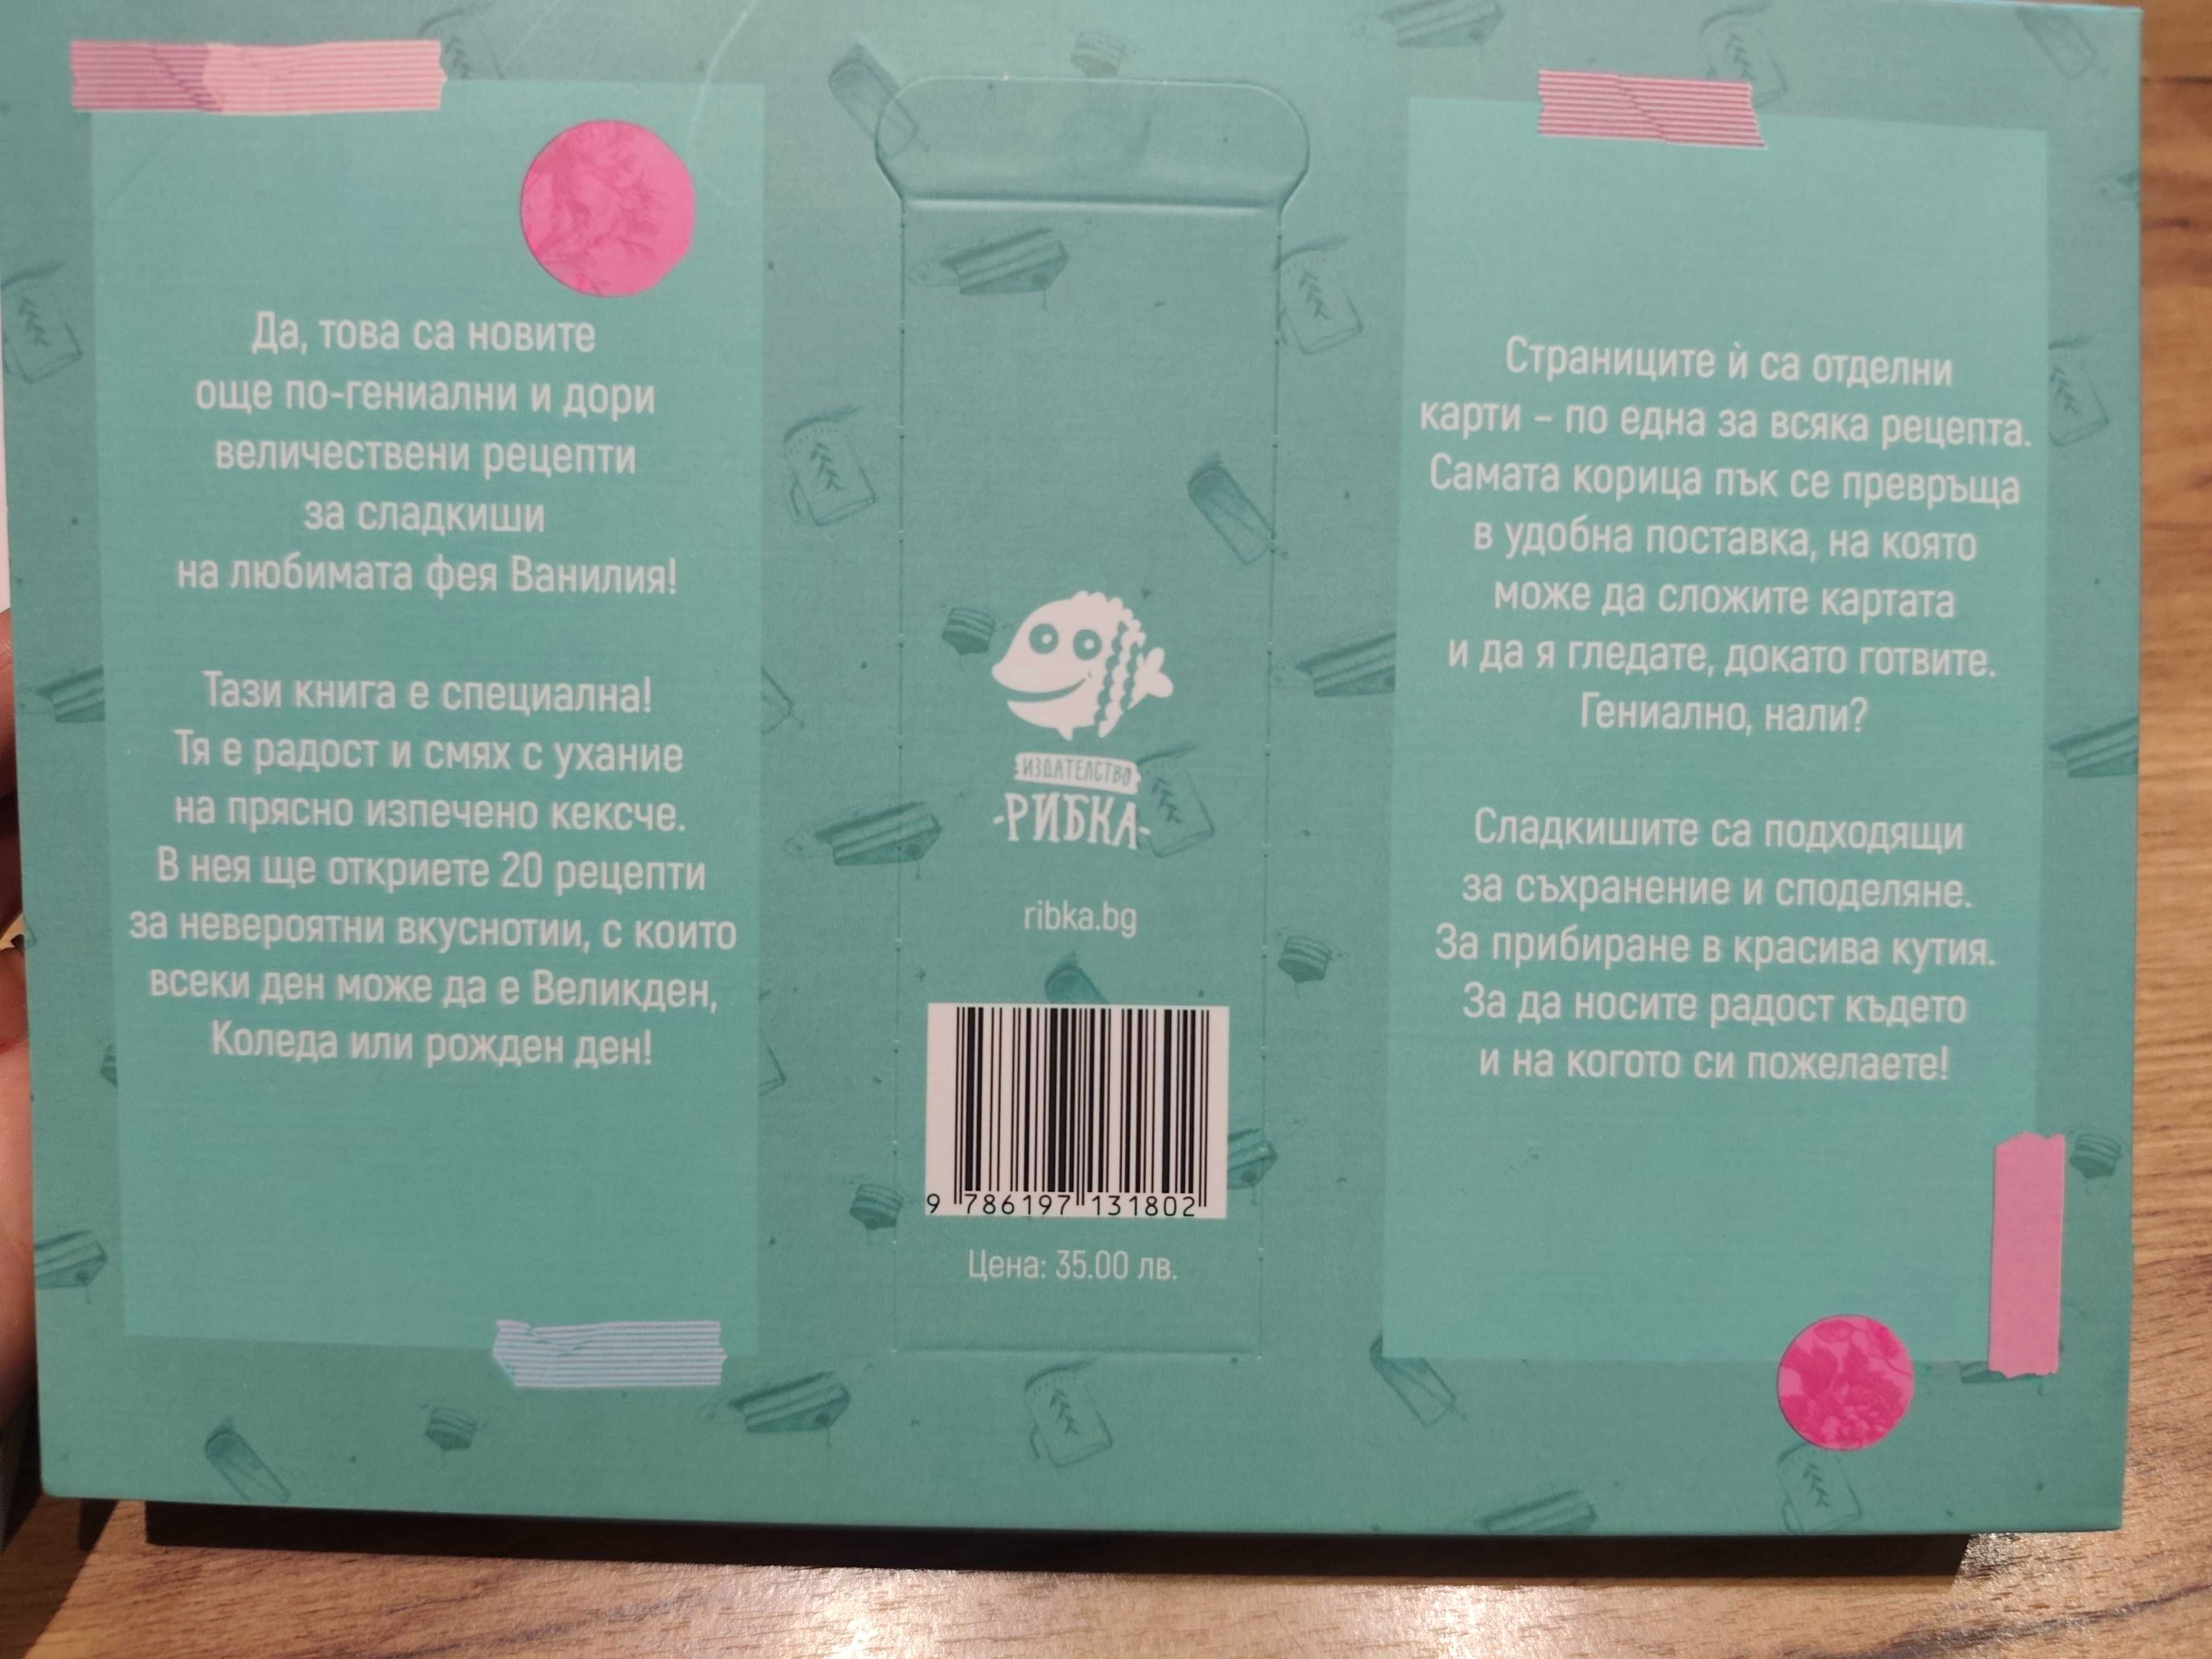 Да, това са новите
още по-гениални и дори
величествени рецепти
за сладкиши
на любимата фея Ванилия!
Тази книга е специална!
Тя е радост и смях с ухание
на прясно изпечено кексче.
В нея ще откриете 20 рецепти
за невероятни вкуснотии, с които
всеки ден може да е Великден,
Коледа или рожден ден!
ИЗДАТЕЛСТВО
-РИБКА-
ribka.bg
9 786197 131802
Цена: 35.00 лв.
Страниците ѝ са отделни
карти – по една за всяка рецепта.
Самата корица пък се превръща
в удобна поставка, на която
може да сложите картата
и да я гледате, докато готвите.
Гениално, нали?
Сладкишите са подходящи
за съхранение и споделяне.
За прибиране в красива кутия.
За да носите радост където
и на когото си пожелаете!